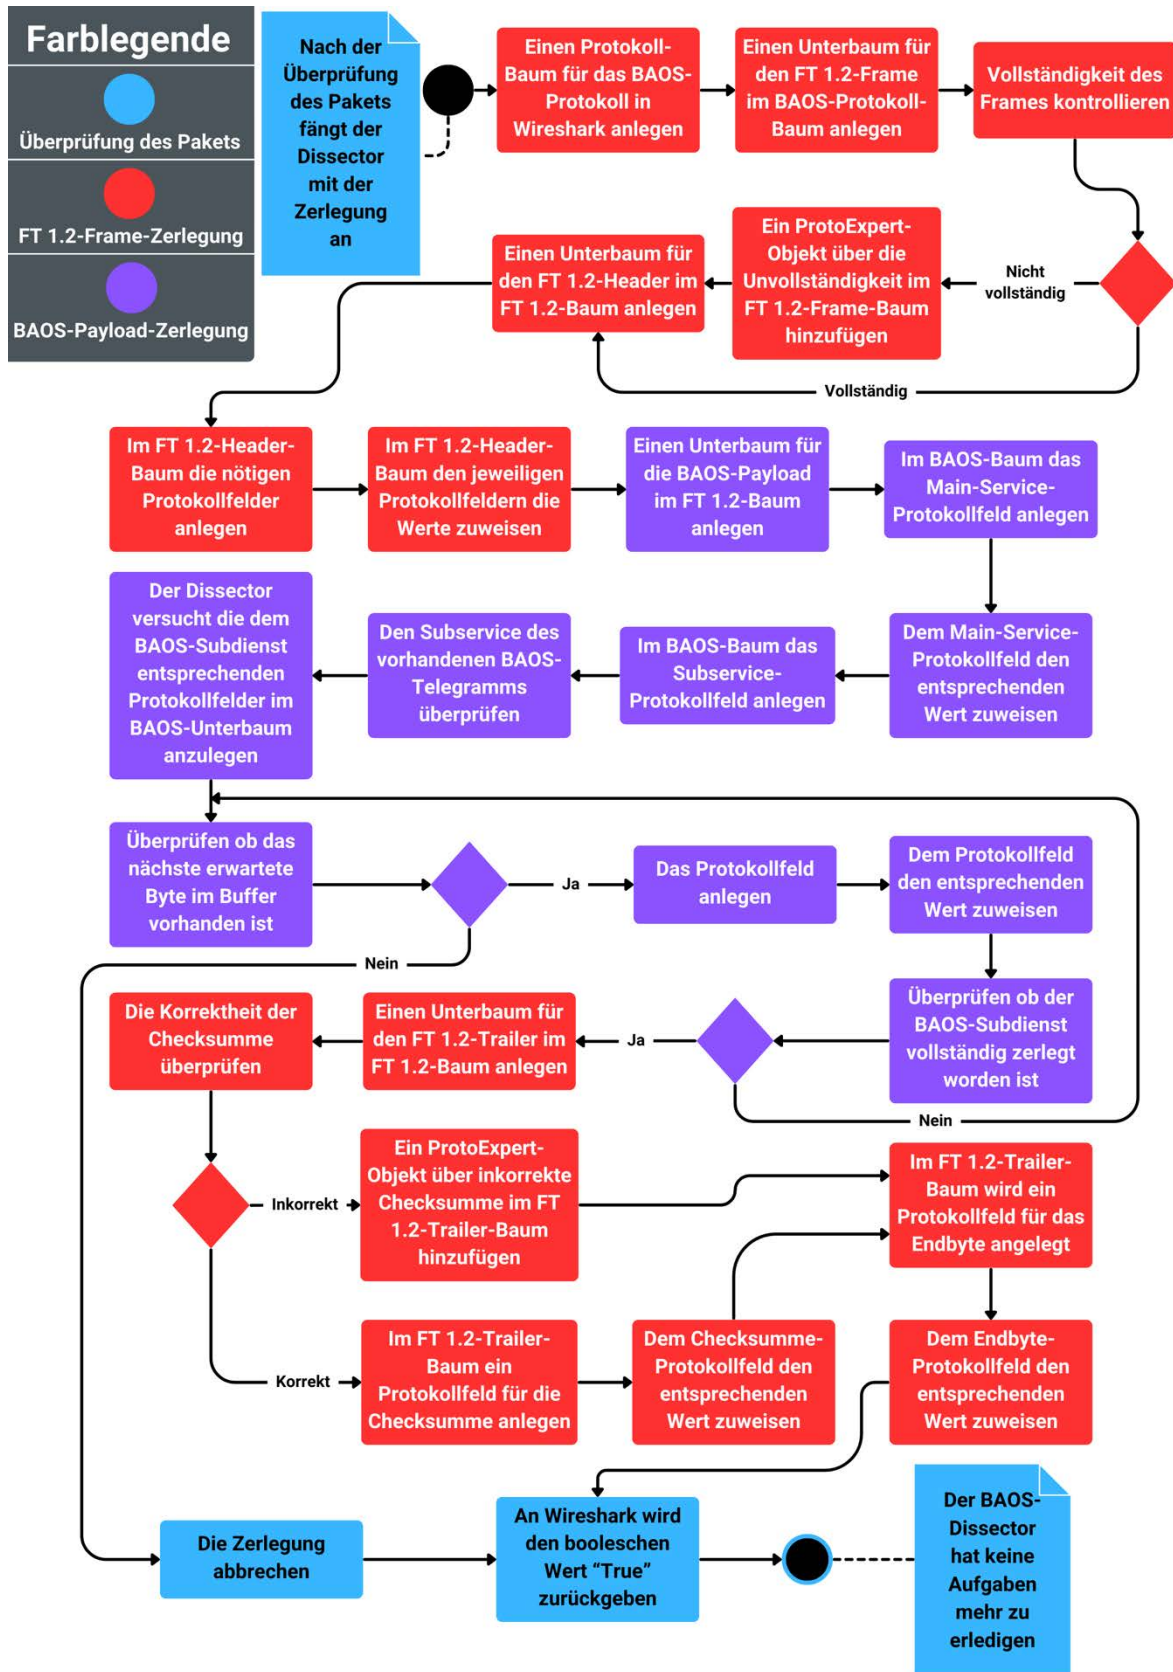 Farblegende
Überprüfung des Pakets
FT 1.2-Frame-Zerlegung
BAOS-Payload-Zerlegung
Nach der
Überprüfung
des Pakets
fängt der
Dissector
mit der
Zerlegung
an
Einen Protokoll-
Baum für das BAOS-
Protokoll in
Wireshark anlegen
Einen Unterbaum für
den FT 1.2-Frame
im BAOS-Protokoll-
Baum anlegen
Vollständigkeit des
Frames kontrollieren
Nicht
vollständig
Ein ProtoExpert-
Objekt über die
Unvollständigkeit im
FT 1.2-Frame-Baum
hinzufügen
Einen Unterbaum für
den FT 1.2-Header im
FT 1.2-Baum anlegen
Vollständig
Im FT 1.2-Header-
Baum die nötigen
Protokollfelder
anlegen
Im FT 1.2-Header-
Baum den jeweiligen
Protokollfeldern die
Werte zuweisen
Einen Unterbaum für
die BAOS-Payload
im FT 1.2-Baum
anlegen
Im BAOS-Baum das
Main-Service-
Protokollfeld anlegen
Dem Main-Service-
Protokollfeld den
entsprechenden
Wert zuweisen
Im BAOS-Baum das
Subservice-
Protokollfeld anlegen
Den Subservice des
vorhandenen BAOS-
Telegramms
überprüfen
Der Dissector
versucht die dem
BAOS-Subdienst
entsprechenden
Protokollfelder im
BAOS-Unterbaum
anzulegen
Überprüfen ob das
nächste erwartete
Byte im Buffer
vorhanden ist
Ja
Das Protokollfeld
anlegen
Dem Protokollfeld
den entsprechenden
Wert zuweisen
Nein
Überprüfen ob der
BAOS-Subdienst
vollständig zerlegt
worden ist
Ja
Nein
Einen Unterbaum für
den FT 1.2-Trailer im
FT 1.2-Baum anlegen
Die Korrektheit der
Checksumme
überprüfen
Inkorrekt
Ein ProtoExpert-
Objekt über inkorrekte
Checksumme im FT
1.2-Trailer-Baum
hinzufügen
Im FT 1.2-Trailer-
Baum wird ein
Protokollfeld für das
Endbyte angelegt
Korrekt
Im FT 1.2-Trailer-
Baum ein
Protokollfeld für die
Checksumme anlegen
Dem Checksumme-
Protokollfeld den
entsprechenden
Wert zuweisen
Dem Endbyte-
Protokollfeld den
entsprechenden
Wert zuweisen
Die Zerlegung
abbrechen
An Wireshark wird
den booleschen
Wert “True”
zurückgeben
Der BAOS-
Dissector
hat keine
Aufgaben
mehr zu
erledigen